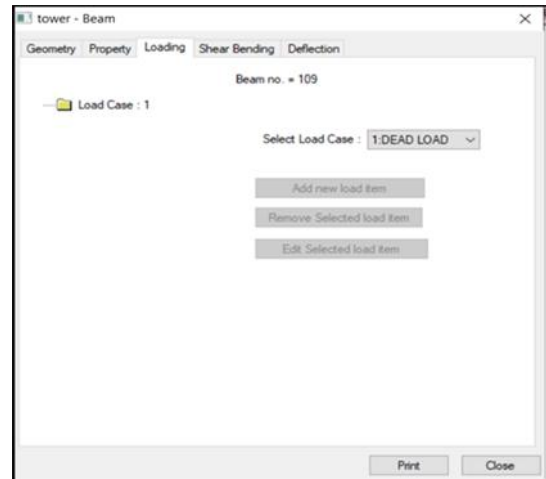 tower - Beam
Geometry Property Loading Shear Bending Deflection
Beam no. = 109
Load Case : 1
Select Load Case : 1:DEAD LOAD
Add new load item
Remove Selected load item
Edit Selected load item
Print Close